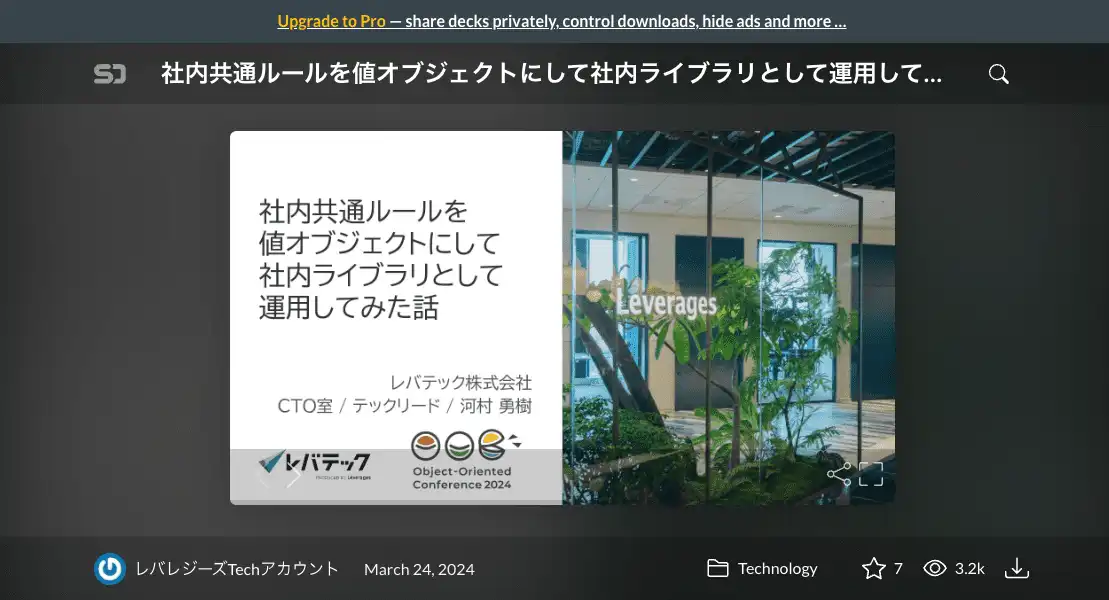 Upgrade to Pro — share decks privately, control downloads, hide ads and more …
社内共通ルールを値オブジェクトにして社内ライブラリとして運用して…
社内共通ルールを
値オブジェクトにして
社内ライブラリとして
運用してみた話
Leverages
レバテック株式会社
CTO室 / テックリード / 河村 勇樹
レバテック
Produced by Leverages
Object-Oriented
Conference 2024
レバレジーズTechアカウント
March 24, 2024
Technology
7
3.2k